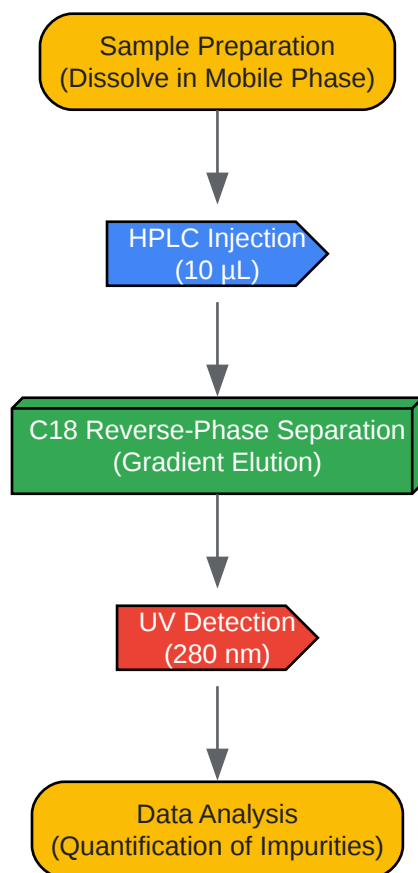 Sample Preparation
(Dissolve in Mobile Phase)
HPLC Injection
(10 µL)
C18 Reverse-Phase Separation
(Gradient Elution)
UV Detection
(280 nm)
Data Analysis
(Quantification of Impurities)